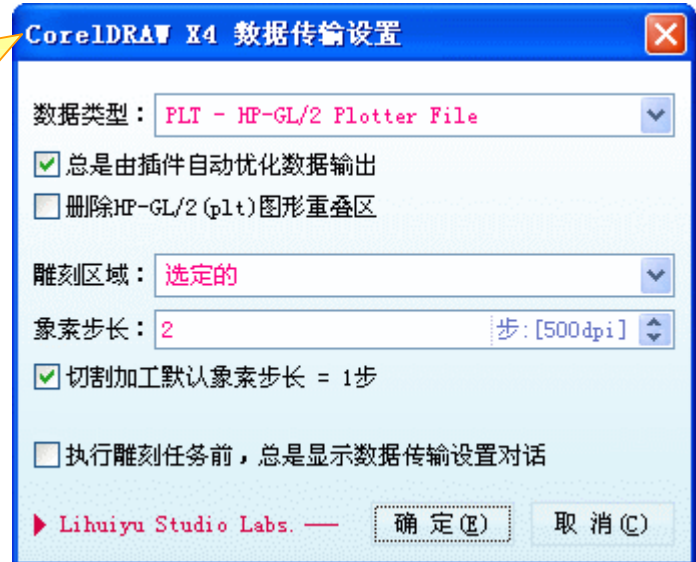 CorelDRAW X4 数据传输设置
数据类型： PLT - HP-GL/2 Plotter File
总是由插件自动优化数据输出
删除HP-GL/2(plt)图形重叠区
雕刻区域： 选定的
象素步长： 2 步:[500dpi]
切割加工默认象素步长 = 1步
执行雕刻任务前，总是显示数据传输设置对话
Lihuiyu Studio Labs. —— 确 定(E) 取 消(C)